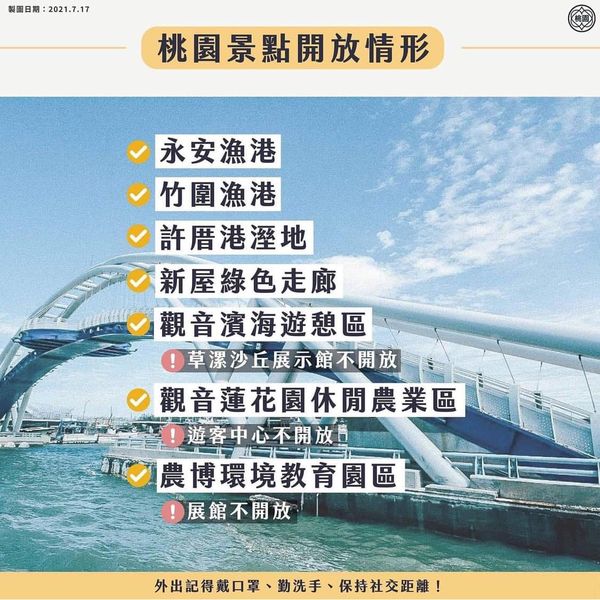 製圖日期：2021.7.17
桃園
桃園景點開放情形
永安漁港
竹圍漁港
許厝港溼地
新屋綠色走廊
觀音濱海遊憩區
草漯沙丘展示館不開放
觀音蓮花園休閒農業區
遊客中心不開放
農博環境教育園區
展館不開放
外出記得戴口罩、勤洗手、保持社交距離！